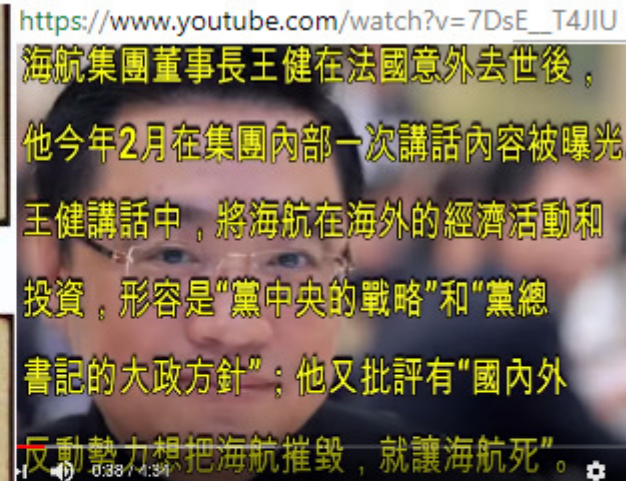 https://www.youtube.com/watch?v=7DsE__T4JIU
海航集團董事長王健在法國意外去世後，
他今年2月在集團內部一次講話內容被曝光
王健講話中，將海航在海外的經濟活動和
投資，形容是“黨中央的戰略”和“黨總
書記的大政方針”；他又批評有“國內外
反動勢力想把海航摧毀，就讓海航死”。
0:38 / 4:34